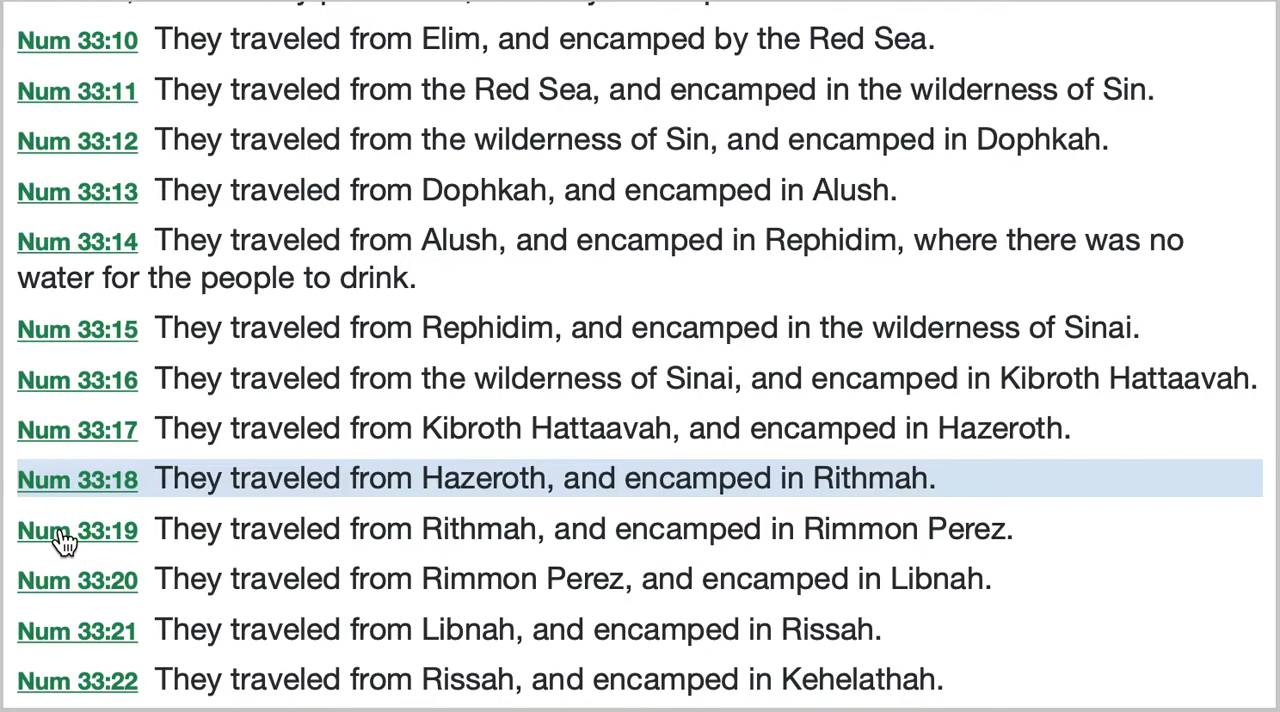 Num 33:10 They traveled from Elim, and encamped by the Red Sea.
Num 33:11 They traveled from the Red Sea, and encamped in the wilderness of Sin.
Num 33:12 They traveled from the wilderness of Sin, and encamped in Dophkah.
Num 33:13 They traveled from Dophkah, and encamped in Alush.
Num 33:14 They traveled from Alush, and encamped in Rephidim, where there was no
water for the people to drink.
Num 33:15 They traveled from Rephidim, and encamped in the wilderness of Sinai.
Num 33:16 They traveled from the wilderness of Sinai, and encamped in Kibroth Hattaavah.
Num 33:17 They traveled from Kibroth Hattaavah, and encamped in Hazeroth.
Num 33:18 They traveled from Hazeroth, and encamped in Rithmah.
Num 33:19 They traveled from Rithmah, and encamped in Rimmon Perez.
Num 33:20 They traveled from Rimmon Perez, and encamped in Libnah.
Num 33:21 They traveled from Libnah, and encamped in Rissah.
Num 33:22 They traveled from Rissah, and encamped in Kehelathah.